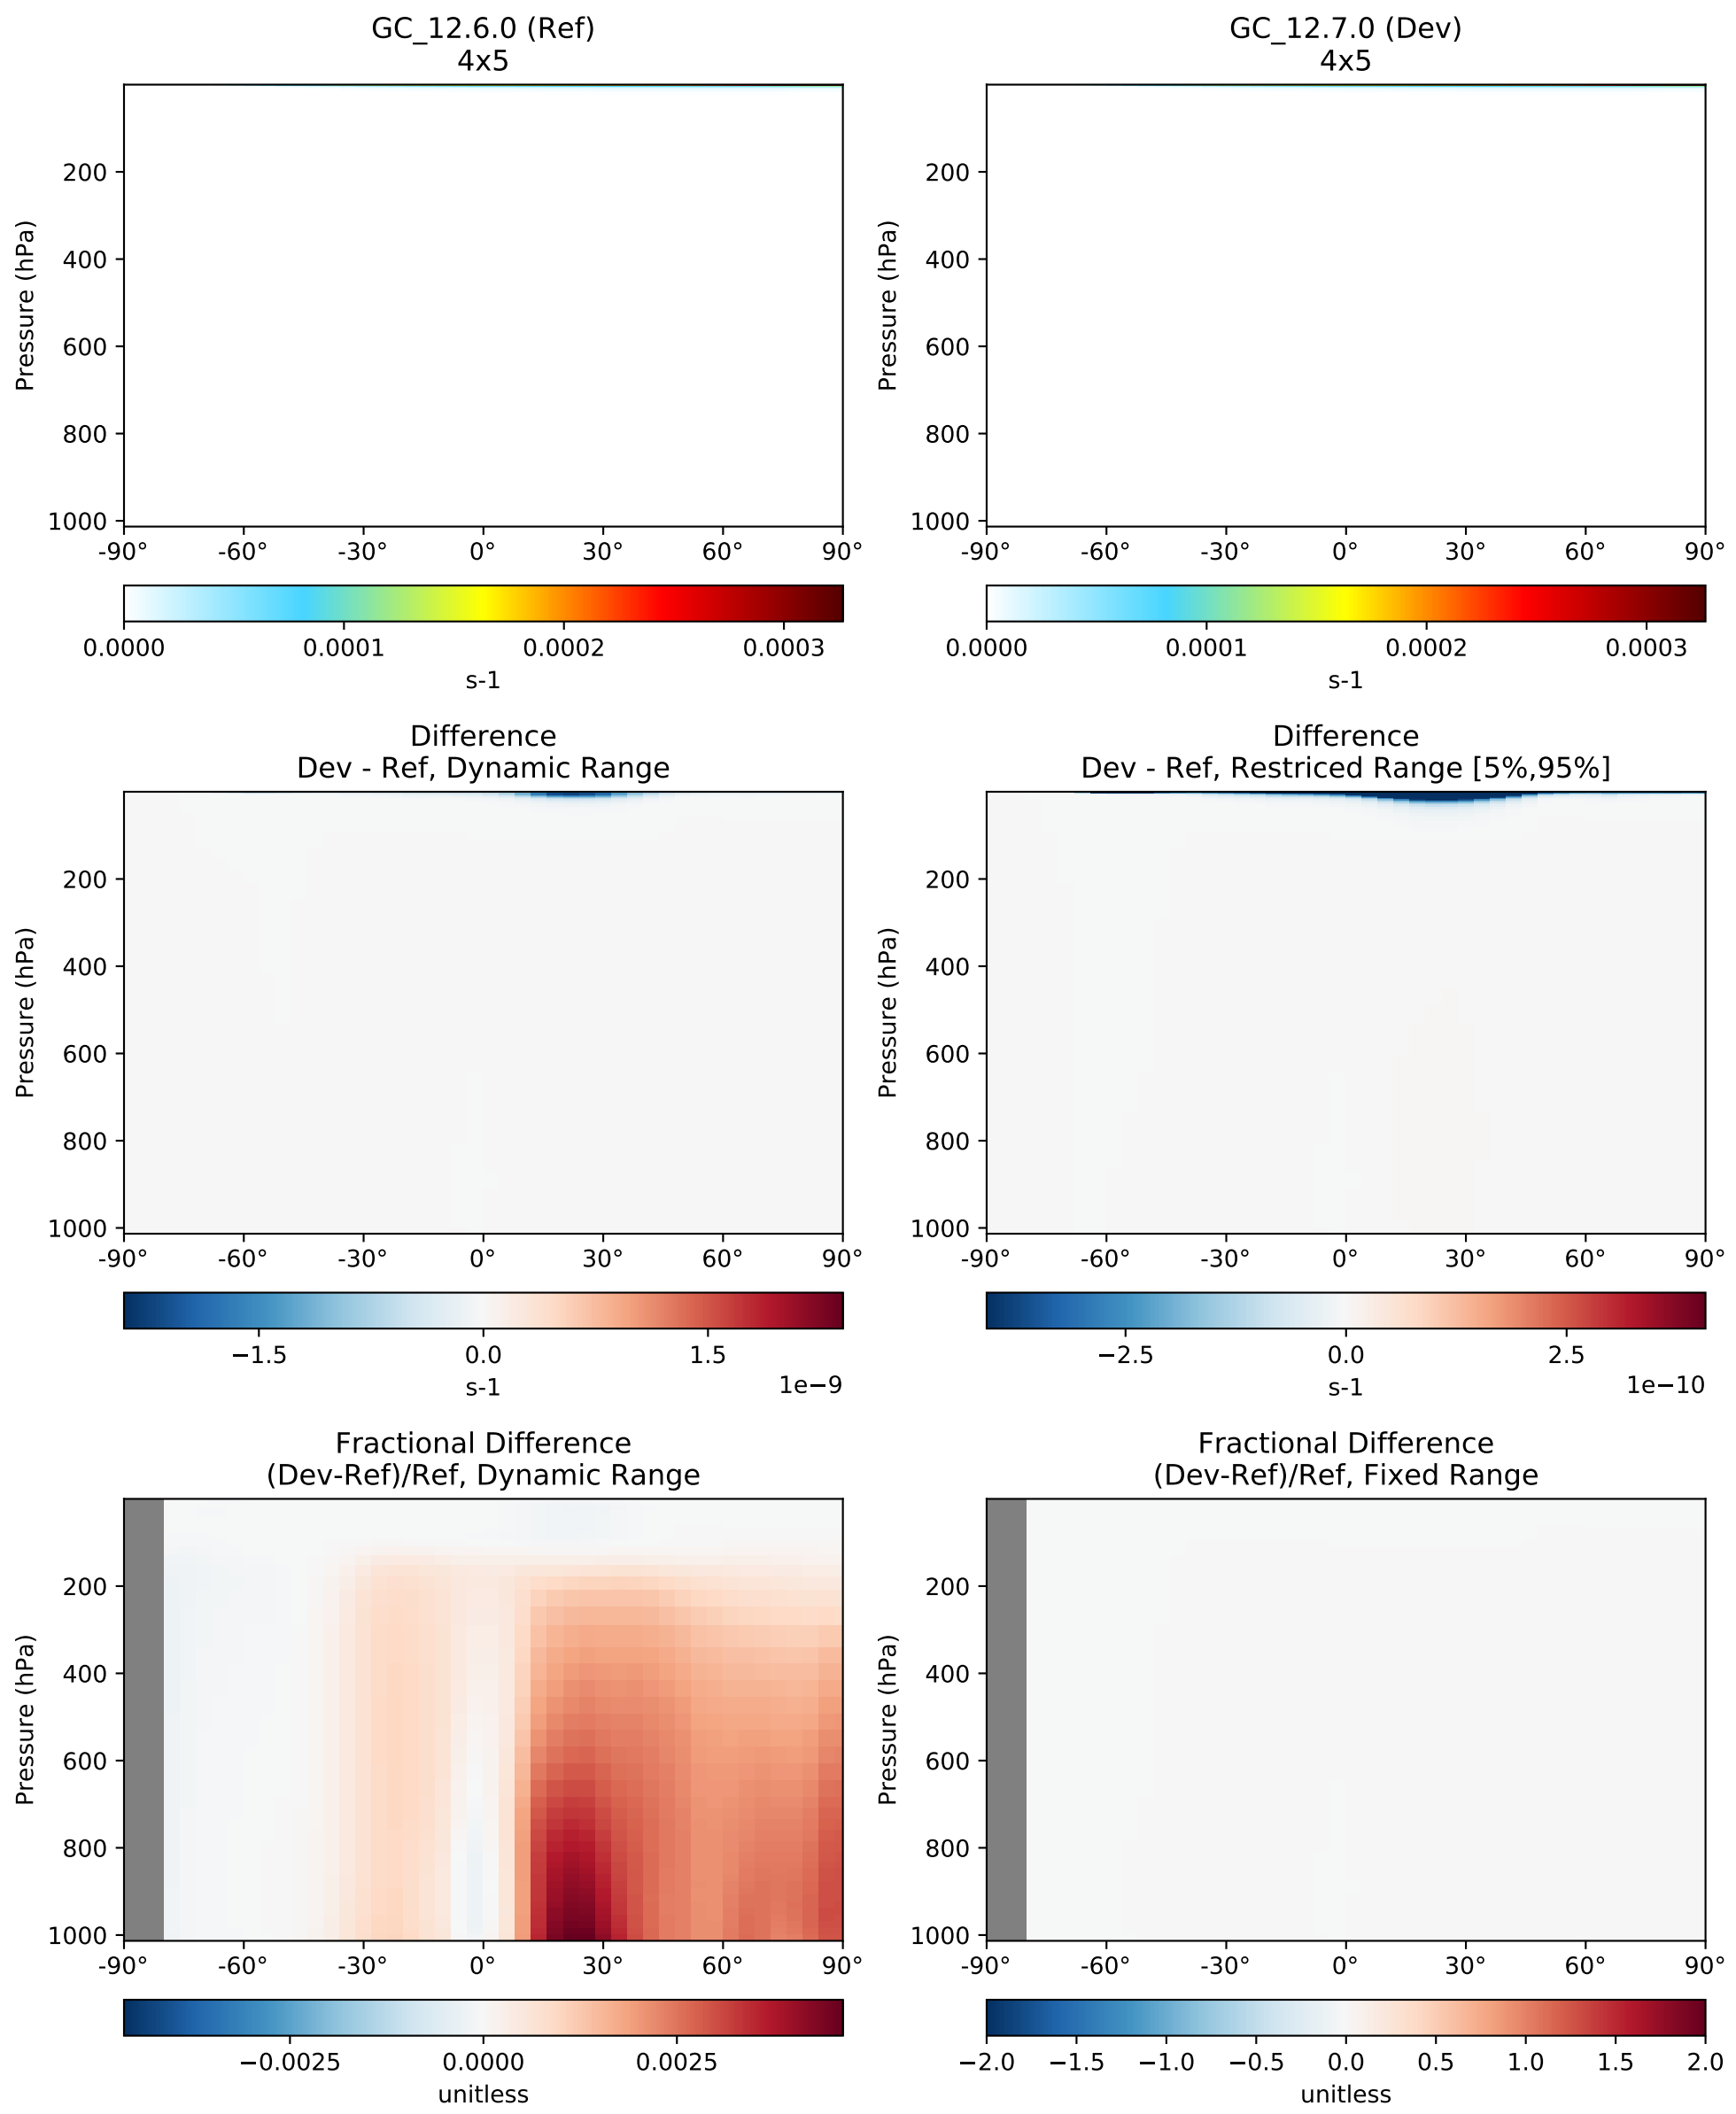 GC_12.6.0 (Ref)
4x5
GC_12.7.0 (Dev)
4x5
Pressure (hPa)
200
400
600
800
1000
-90° -60° -30° 0° 30° 60° 90°
0.0000 0.0001 0.0002 0.0003
s-1
Pressure (hPa)
200
400
600
800
1000
-90° -60° -30° 0° 30° 60° 90°
0.0000 0.0001 0.0002 0.0003
s-1
Difference
Dev - Ref, Dynamic Range
Pressure (hPa)
200
400
600
800
1000
-90° -60° -30° 0° 30° 60° 90°
−1.5 0.0 1.5
s-1 1e−9
Difference
Dev - Ref, Restriced Range [5%,95%]
Pressure (hPa)
200
400
600
800
1000
-90° -60° -30° 0° 30° 60° 90°
−2.5 0.0 2.5
s-1 1e−10
Fractional Difference
(Dev-Ref)/Ref, Dynamic Range
Pressure (hPa)
200
400
600
800
1000
-90° -60° -30° 0° 30° 60° 90°
−0.0025 0.0000 0.0025
unitless
Fractional Difference
(Dev-Ref)/Ref, Fixed Range
Pressure (hPa)
200
400
600
800
1000
-90° -60° -30° 0° 30° 60° 90°
−2.0 −1.5 −1.0 −0.5 0.0 0.5 1.0 1.5 2.0
unitless